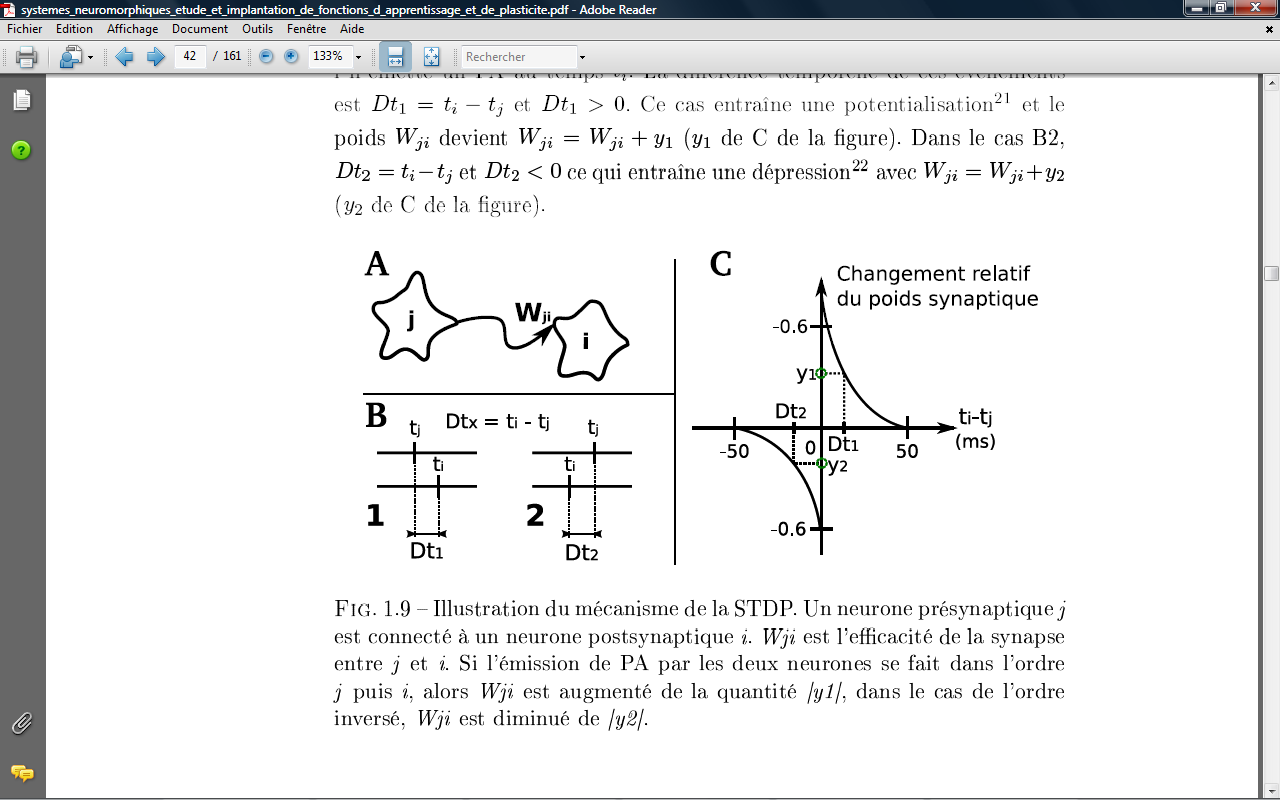 systemes_neuromorphiques_etude_et_implantation_de_fonctions_d_apprentissage_et_de_plasticite.pdf - Adobe Reader
Fichier Edition Affichage Document Outils Fenêtre Aide
42 / 161 133% Rechercher
est Dt₁ = tᵢ − tⱼ et Dt₁ > 0. Ce cas entraîne une potentialisation²¹ et le
poids Wⱼᵢ devient Wⱼᵢ = Wⱼᵢ + y₁ (y₁ de C de la figure). Dans le cas B2,
Dt₂ = tᵢ−tⱼ et Dt₂ < 0 ce qui entraîne une dépression²² avec Wⱼᵢ = Wⱼᵢ+y₂
(y₂ de C de la figure).
A
j
Wji
i
B
Dtx = ti - tj
tj
ti
1
Dt1
tj
ti
2
Dt2
C
Changement relatif
du poids synaptique
-0.6
y1
Dt2
ti-tj
(ms)
-50
0
Dt1
50
y2
-0.6
FIG. 1.9 – Illustration du mécanisme de la STDP. Un neurone présynaptique j
est connecté à un neurone postsynaptique i. Wji est l'efficacité de la synapse
entre j et i. Si l'émission de PA par les deux neurones se fait dans l'ordre
j puis i, alors Wji est augmenté de la quantité |y1|, dans le cas de l'ordre
inversé, Wji est diminué de |y2|.